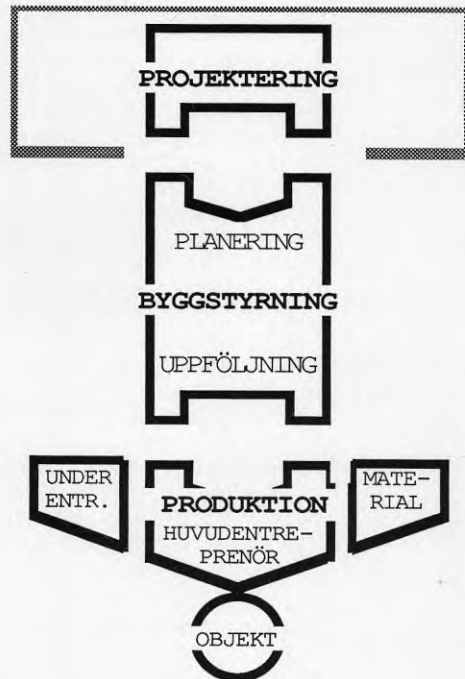 PROJEKTERING
PLANERING
BYGGSTYRNING
UPPFÖLJNING
UNDER
ENTR.
PRODUKTION
HUVUDENTRE-
PRENÖR
MATE-
RIAL
OBJEKT